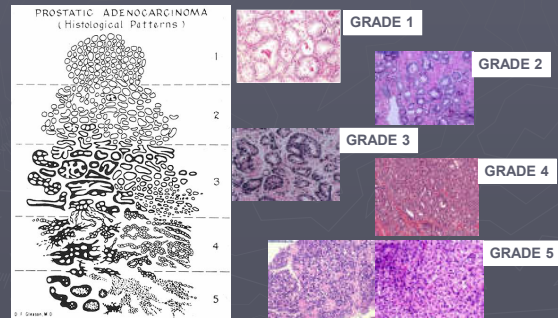 PROSTATIC ADENOCARCINOMA
(Histological Patterns)
1
2
3
4
5
D F Gleason, M.D.
GRADE 1
GRADE 2
GRADE 3
GRADE 4
GRADE 5